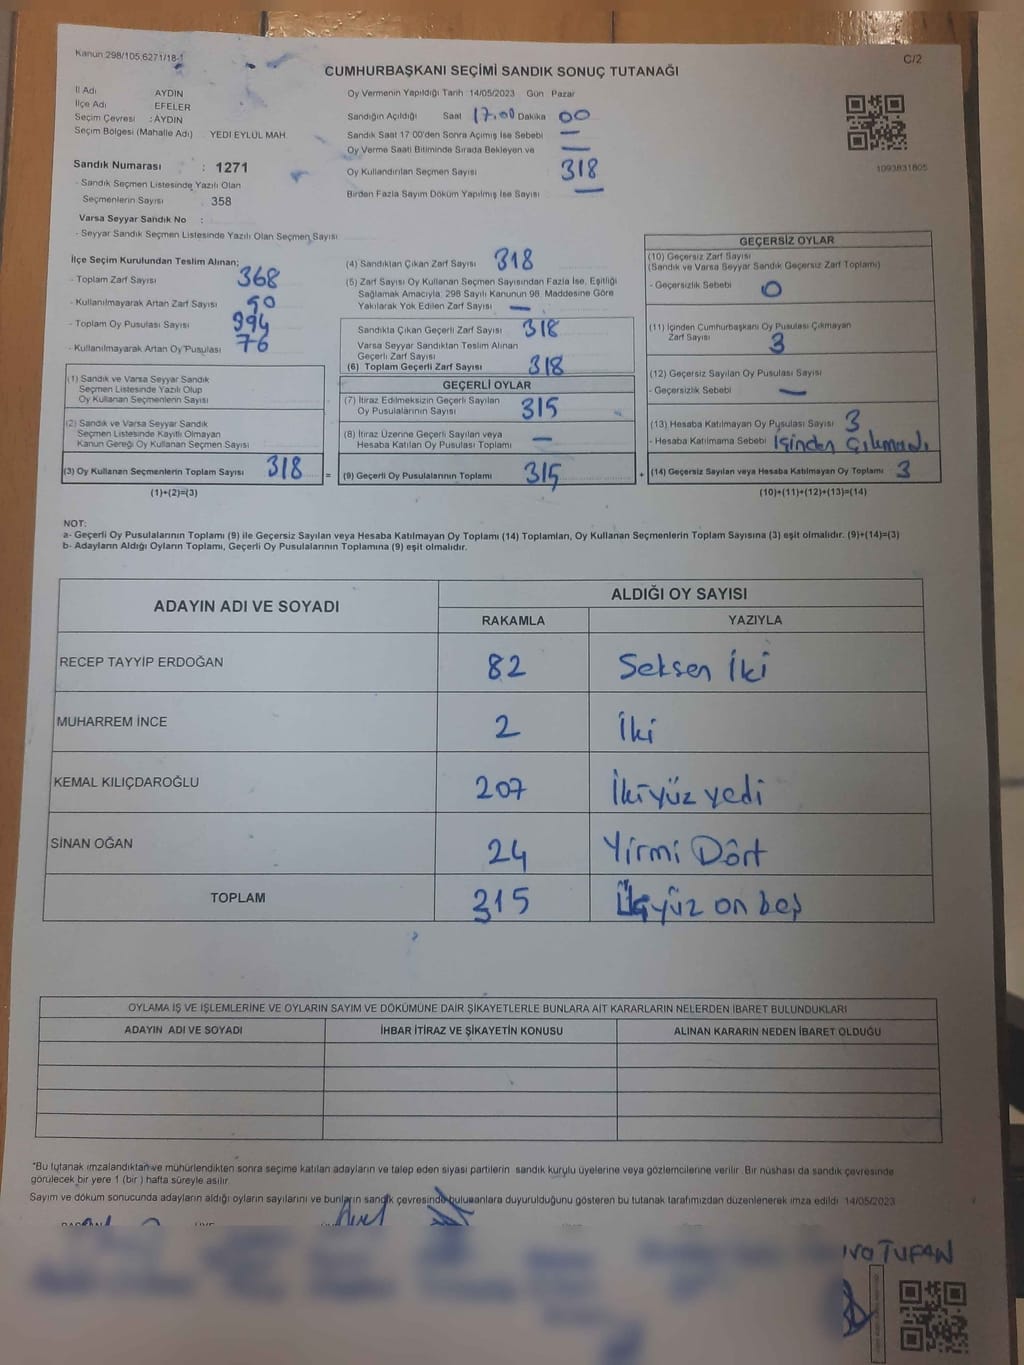 Kanun 298/105,6271/18-1
C/2
CUMHURBAŞKANI SEÇİMİ SANDIK SONUÇ TUTANAĞI
İl Adı AYDIN
İlçe Adı EFELER
Seçim Çevresi : AYDIN
Seçim Bölgesi (Mahalle Adı) YEDİ EYLÜL MAH.
Sandık Numarası : 1271
- Sandık Seçmen Listesinde Yazılı Olan
Seçmenlerin Sayısı 358
Varsa Seyyar Sandık No :
- Seyyar Sandık Seçmen Listesinde Yazılı Olan Seçmen Sayısı
Oy Vermenin Yapıldığı Tarih 14/05/2023 Gün Pazar
Sandığın Açıldığı Saat 17.00 Dakika 00
Sandık Saat 17 00'den Sonra Açımış İse Sebebi —
Oy Verme Saati Bitiminde Sırada Bekleyen ve —
Oy Kullandırılan Seçmen Sayısı 318
Birden Fazla Sayım Döküm Yapılmış İse Sayısı —
1093831805
İlçe Seçim Kurulundan Teslim Alınan;
- Toplam Zarf Sayısı 368
- Kullanılmayarak Artan Zarf Sayısı 50
- Toplam Oy Pusulası Sayısı 394
- Kullanılmayarak Artan Oy Pusulası 76
(1) Sandık ve Varsa Seyyar Sandık
Seçmen Listesinde Yazılı Olup
Oy Kullanan Seçmenlerin Sayısı
(2) Sandık ve Varsa Seyyar Sandık
Seçmen Listesinde Kayıtlı Olmayan
Kanun Gereği Oy Kullanan Seçmen Sayısı
(3) Oy Kullanan Seçmenlerin Toplam Sayısı 318 =
(1)+(2)=(3)
(4) Sandıktan Çıkan Zarf Sayısı 318
(5) Zarf Sayısı Oy Kullanan Seçmen Sayısından Fazla İse, Eşitliği
Sağlamak Amacıyla, 298 Sayılı Kanunun 98. Maddesine Göre
Yakılarak Yok Edilen Zarf Sayısı —
Sandıkla Çıkan Geçerli Zarf Sayısı 318
Varsa Seyyar Sandıktan Teslim Alınan
Geçerli Zarf Sayısı
(6) Toplam Geçerli Zarf Sayısı 318
GEÇERLİ OYLAR
(7) İtiraz Edilmeksizin Geçerli Sayılan
Oy Pusulalarının Sayısı 315
(8) İtiraz Üzerine Geçerli Sayılan veya
Hesaba Katılan Oy Pusulası Toplamı —
(9) Geçerli Oy Pusulalarının Toplamı 315 +
GEÇERSİZ OYLAR
(10) Geçersiz Zarf Sayısı
(Sandık ve Varsa Seyyar Sandık Geçersiz Zarf Toplamı)
- Geçersizlik Sebebi 0
(11) İçinden Cumhurbaşkanı Oy Pusulası Çıkmayan
Zarf Sayısı 3
(12) Geçersiz Sayılan Oy Pusulası Sayısı
- Geçersizlik Sebebi —
(13) Hesaba Katılmayan Oy Pusulası Sayısı 3
- Hesaba Katılmama Sebebi İçinden Çıkmadı
(14) Geçersiz Sayılan veya Hesaba Katılmayan Oy Toplamı 3
(10)+(11)+(12)+(13)=(14)
NOT:
a- Geçerli Oy Pusulalarının Toplamı (9) ile Geçersiz Sayılan veya Hesaba Katılmayan Oy Toplamı (14) Toplamları, Oy Kullanan Seçmenlerin Toplam Sayısına (3) eşit olmalıdır. (9)+(14)=(3)
b- Adayların Aldığı Oyların Toplamı, Geçerli Oy Pusulalarının Toplamına (9) eşit olmalıdır.
ADAYIN ADI VE SOYADI ALDIĞI OY SAYISI
RAKAMLA YAZIYLA
RECEP TAYYİP ERDOĞAN 82 Seksen İki
MUHARREM İNCE 2 İki
KEMAL KILIÇDAROĞLU 207 İkiyüz yedi
SİNAN OĞAN 24 Yirmi Dört
TOPLAM 315 Üçyüz on beş
OYLAMA İŞ VE İŞLEMLERİNE VE OYLARIN SAYIM VE DÖKÜMÜNE DAİR ŞİKAYETLERLE BUNLARA AİT KARARLARIN NELERDEN İBARET BULUNDUKLARI
ADAYIN ADI VE SOYADI İHBAR İTİRAZ VE ŞİKAYETİN KONUSU ALINAN KARARIN NEDEN İBARET OLDUĞU
"Bu tutanak imzalandıktan ve mühürlendikten sonra seçime katılan adayların ve talep eden siyasi partilerin sandık kurulu üyelerine veya gözlemcilerine verilir. Bir nüshası da sandık çevresinde
görülecek bir yere 1 (bir ) hafta süreyle asılır.
Sayım ve döküm sonucunda adayların aldığı oyların sayılarını ve bunların sandık çevresinde bulunanlara duyurulduğunu gösteren bu tutanak tarafımızdan düzenlenerek imza edildi 14/05/2023
TUFAN